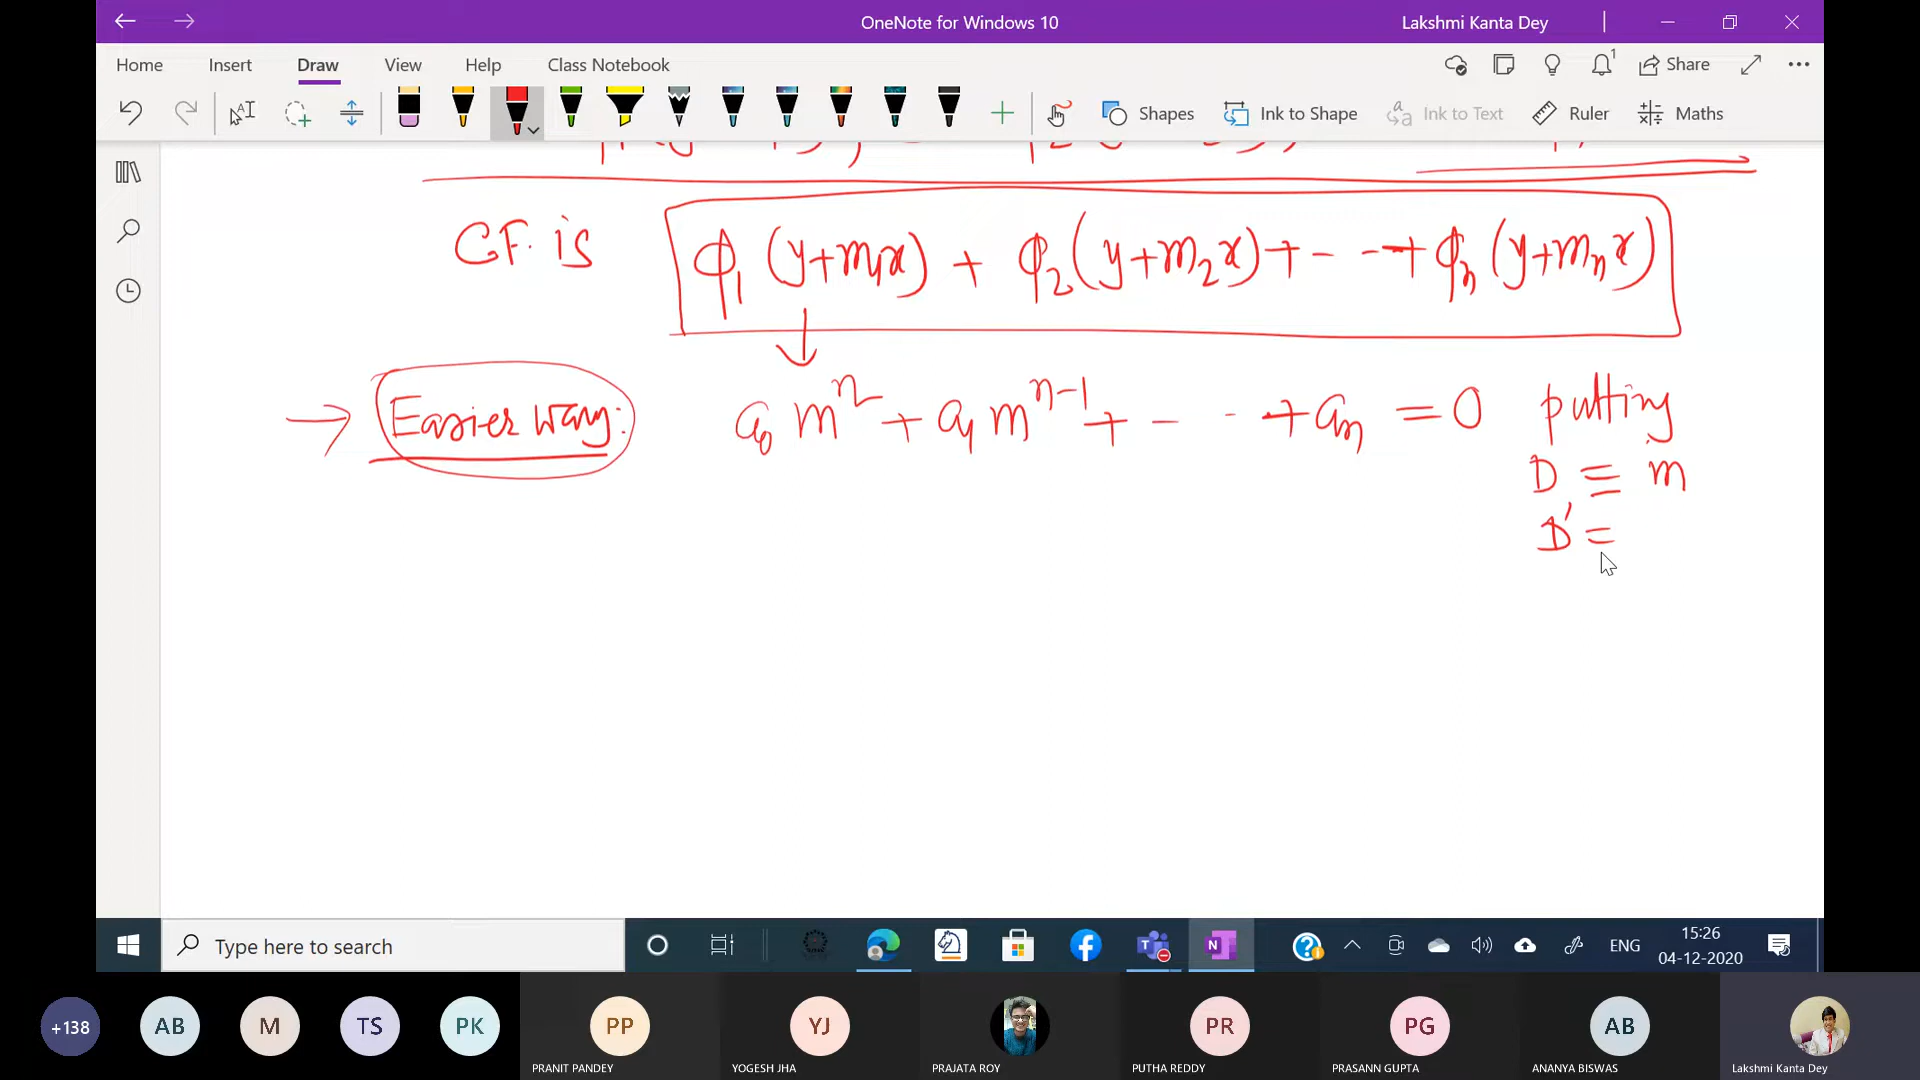 OneNote for Windows 10
Lakshmi Kanta Dey
Home Insert Draw View Help Class Notebook
1 Share
Shapes Ink to Shape Ink to Text Ruler Maths
C.F. is ϕ₁ (y+m₁x) + ϕ₂ (y+m₂x) + - - + ϕₙ (y+mₙx)
→ Easier way: a₀ mⁿ + a₁ mⁿ⁻¹ + - - + aₙ = 0 putting
D ≡ m
D' =
Type here to search
ENG
15:26
04-12-2020
+138 AB M TS PK PP YJ PR PG AB
PRANIT PANDEY YOGESH JHA PRAJATA ROY PUTHA REDDY PRASANN GUPTA ANANYA BISWAS Lakshmi Kanta Dey